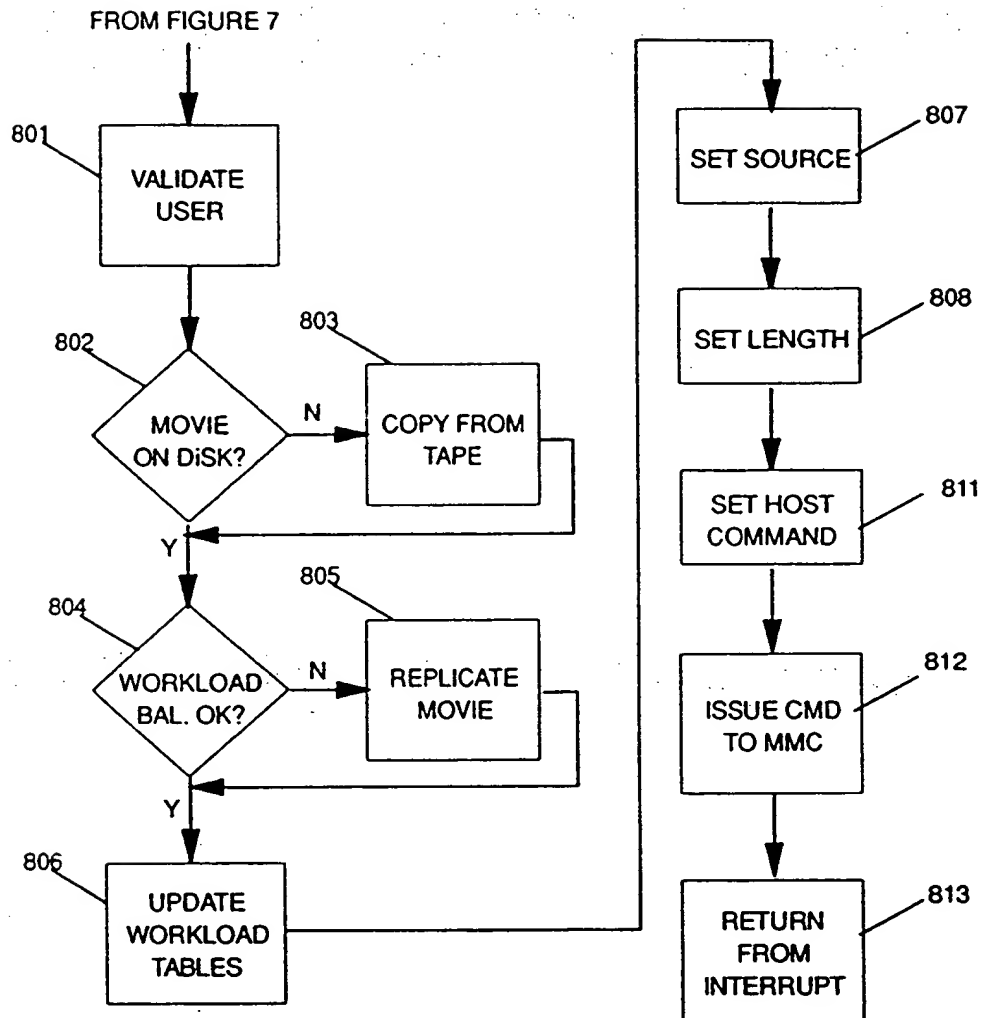 FROM FIGURE 7
801
VALIDATE
USER
802
MOVIE
ON DiSK?
N
803
COPY FROM
TAPE
Y
804
WORKLOAD
BAL. OK?
N
805
REPLICATE
MOVIE
Y
806
UPDATE
WORKLOAD
TABLES
807
SET SOURCE
808
SET LENGTH
811
SET HOST
COMMAND
812
ISSUE CMD
TO MMC
813
RETURN
FROM
INTERRUPT